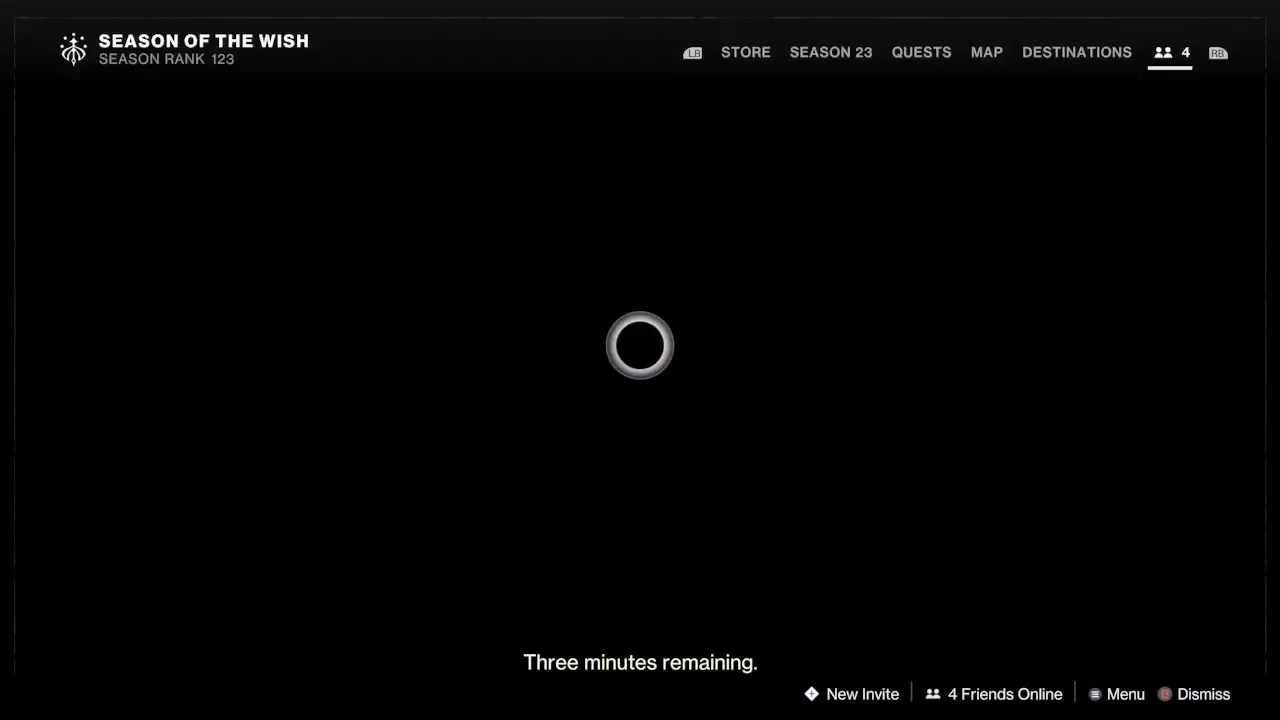 SEASON OF THE WISH
SEASON RANK 123
LB STORE SEASON 23 QUESTS MAP DESTINATIONS 4 RB
Three minutes remaining.
New Invite 4 Friends Online Menu B Dismiss